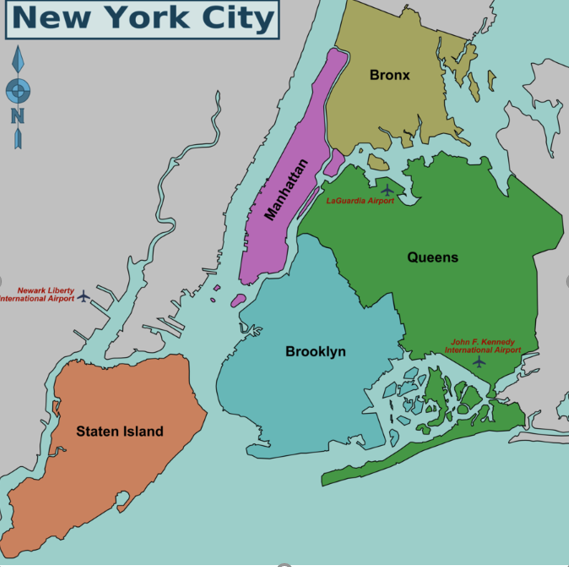 New York City
N
Bronx
Manhattan
LaGuardia Airport
Queens
Newark Liberty
International Airport
John F. Kennedy
International Airport
Brooklyn
Staten Island